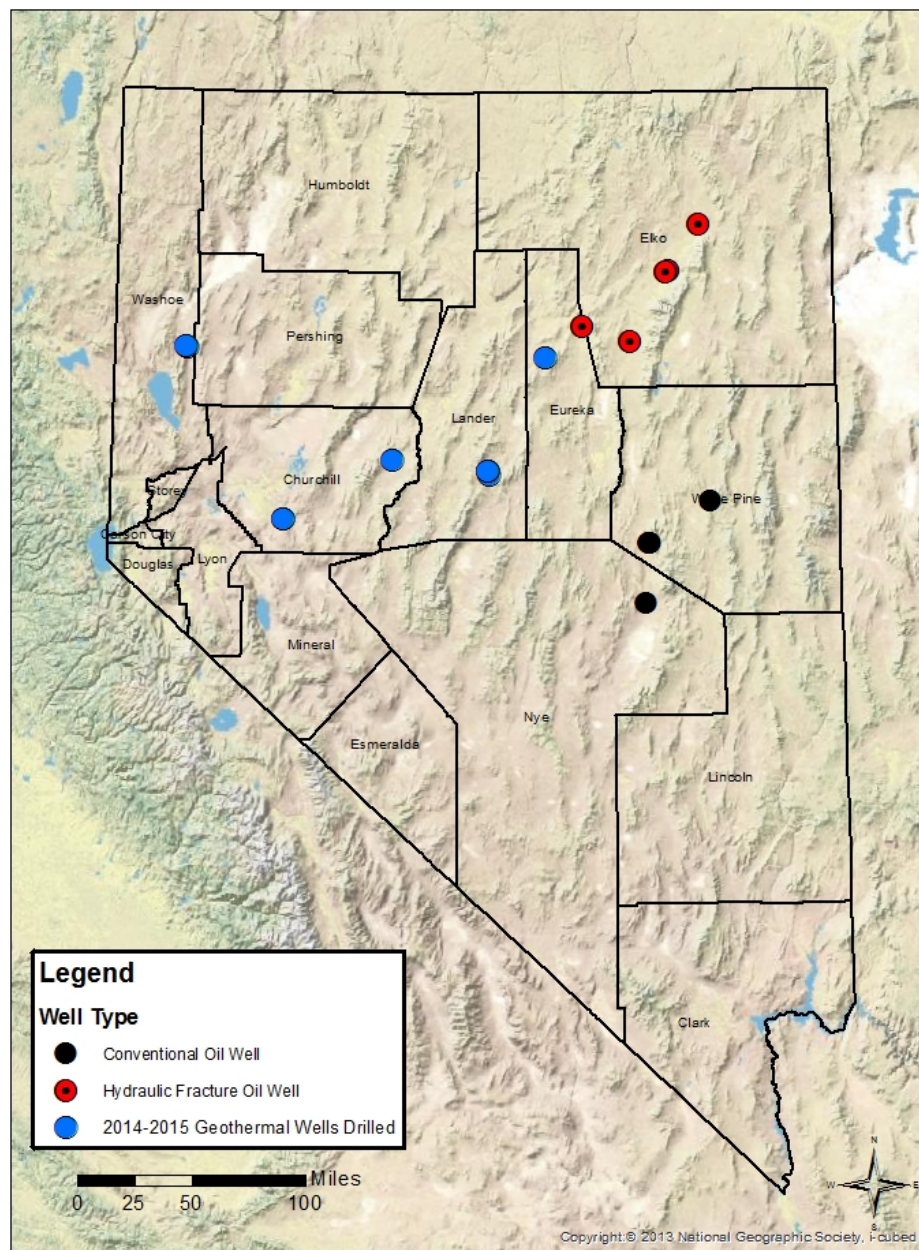 Humboldt
Elko
Washoe
Pershing
Lander
Eureka
Churchill
Storey
White Pine
Carson City
Lyon
Douglas
Mineral
Nye
Esmeralda
Lincoln
Clark
Legend
Well Type
Conventional Oil Well
Hydraulic Fracture Oil Well
2014-2015 Geothermal Wells Drilled
Miles
0 25 50 100
N
W E
S
Copyright:© 2013 National Geographic Society, i-cubed